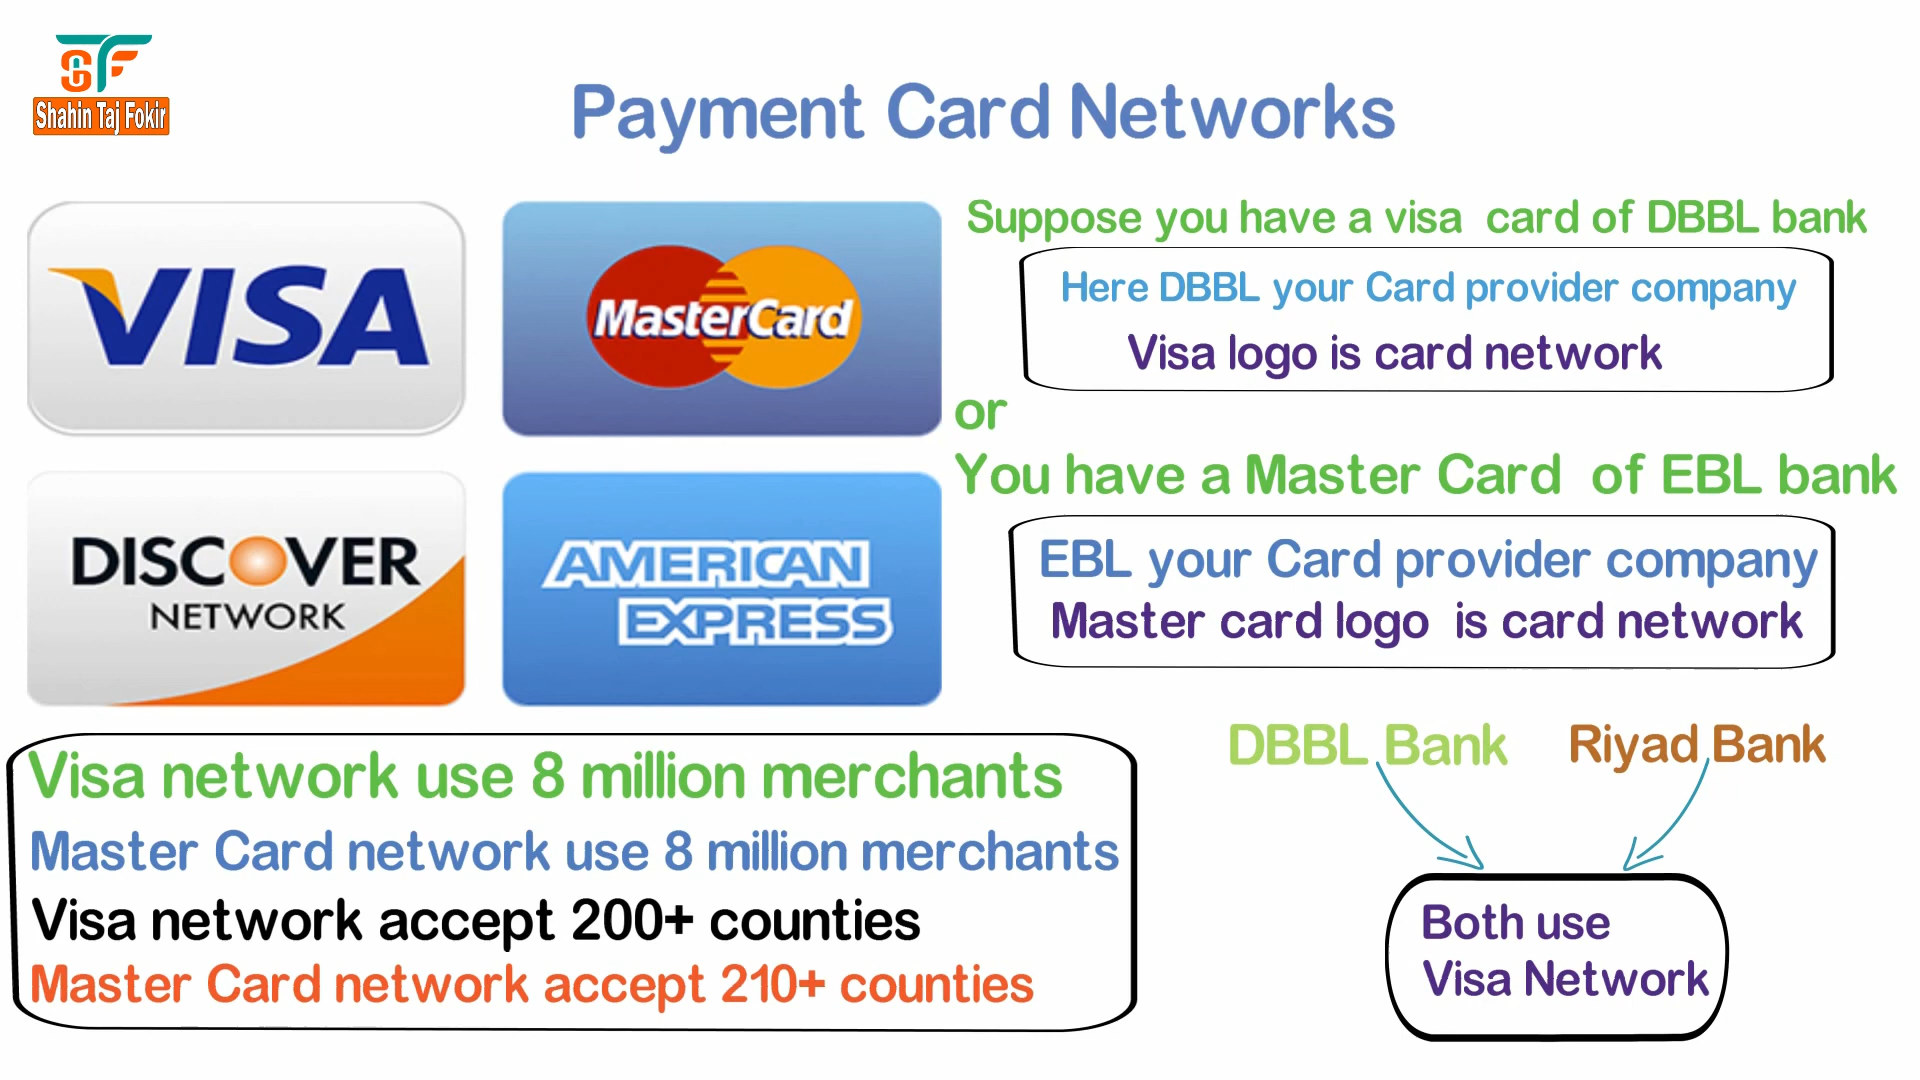 STF
Shahin Taj Fokir
Payment Card Networks
VISA
MasterCard
DISCOVER
NETWORK
AMERICAN
EXPRESS
Suppose you have a visa card of DBBL bank
Here DBBL your Card provider company
Visa logo is card network
or
You have a Master Card of EBL bank
EBL your Card provider company
Master card logo is card network
Visa network use 8 million merchants
Master Card network use 8 million merchants
Visa network accept 200+ counties
Master Card network accept 210+ counties
DBBL Bank
Riyad Bank
Both use
Visa Network